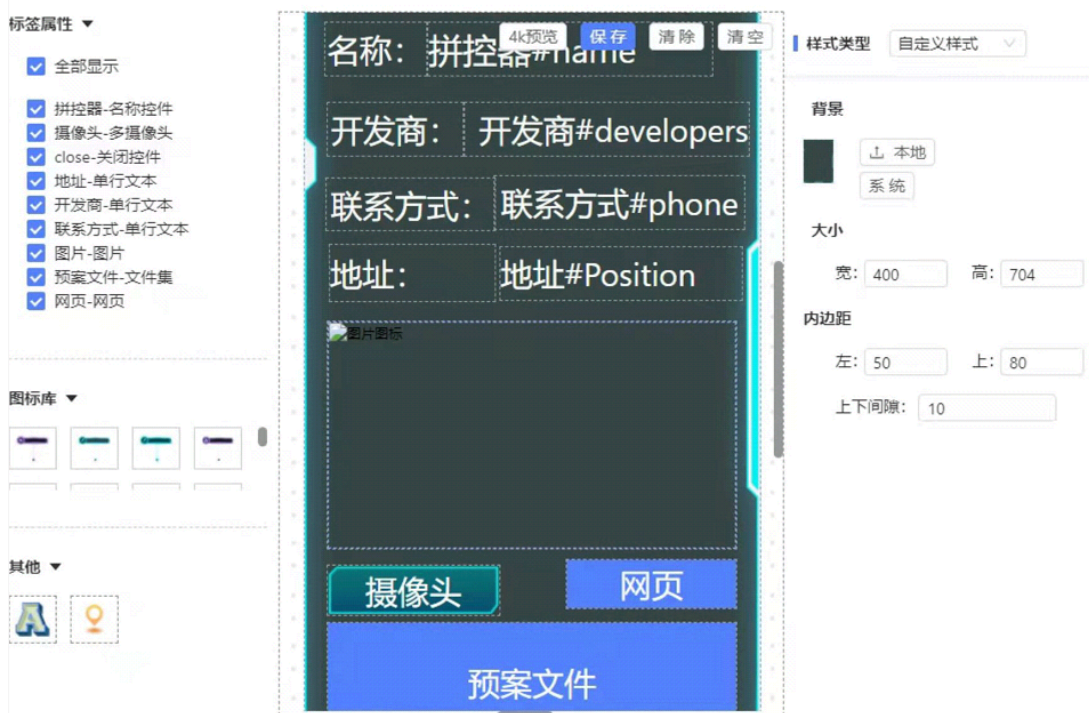 标签属性
全部显示
拼控器-名称控件
摄像头-多摄像头
close-关闭控件
地址-单行文本
开发商-单行文本
联系方式-单行文本
图片-图片
预案文件-文件集
网页-网页
图标库
其他
4k预览 保存 清除 清空
名称： 拼控器#name
开发商： 开发商#developers
联系方式： 联系方式#phone
地址： 地址#Position
图片图标
摄像头 网页
预案文件
样式类型 自定义样式
背景
本地
系统
大小
宽： 400 高： 704
内边距
左： 50 上： 80
上下间隙： 10